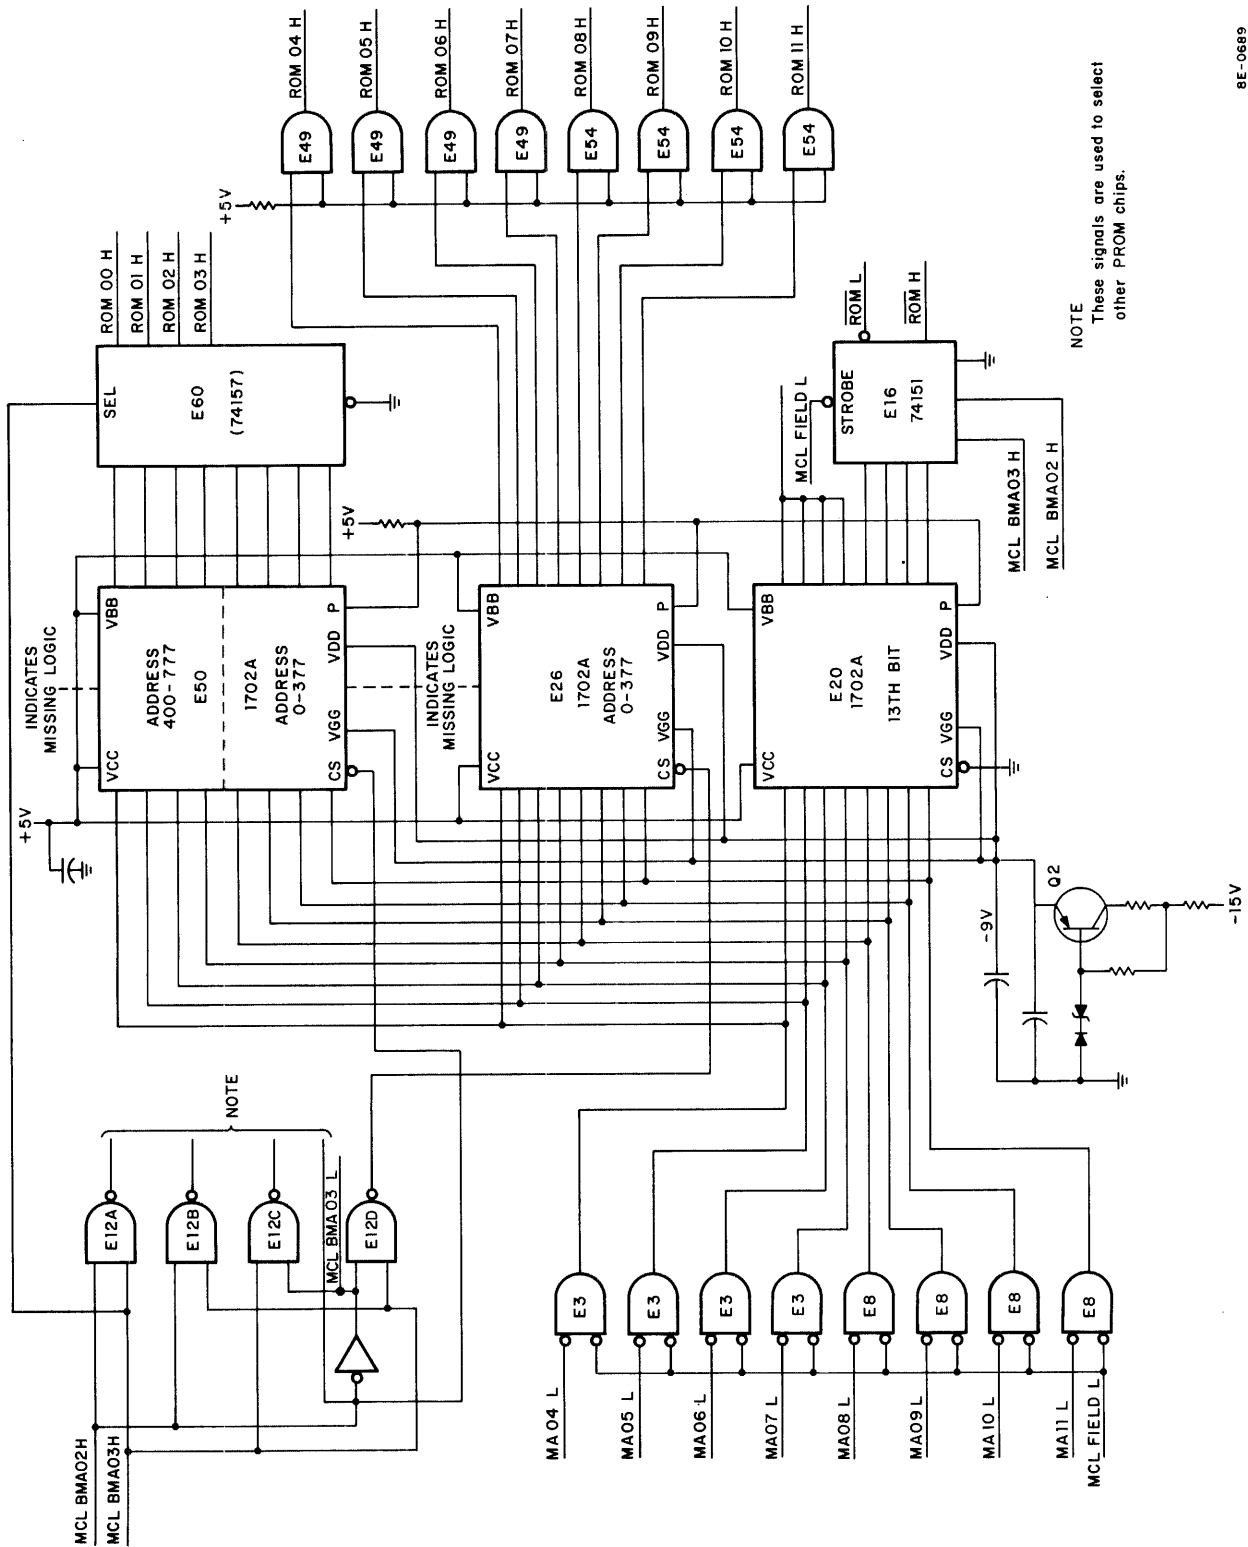 MCL BMA02H
MCL BMA03H
E12A
E12B
E12C
E12D
NOTE
MCL BMA03 L
+5V
INDICATES
MISSING LOGIC
VCC
VBB
ADDRESS
400-777
E50
1702A
ADDRESS
0-377
CS
VGG
VDD
P
SEL
E60
(74157)
ROM 00 H
ROM 01 H
ROM 02 H
ROM 03 H
+5V
INDICATES
MISSING LOGIC
VCC
VBB
E26
1702A
ADDRESS
0-377
CS
VGG
VDD
P
+5V
E49
E49
E49
E49
E54
E54
E54
E54
ROM 04 H
ROM 05 H
ROM 06 H
ROM 07 H
ROM 08 H
ROM 09 H
ROM 10 H
ROM 11 H
MA04 L
MA05 L
MA06 L
MA07 L
MA08 L
MA09 L
MA10 L
MA11 L
MCL FIELD L
E3
E3
E3
E3
E8
E8
E8
E8
VCC
VBB
E20
1702A
13TH BIT
CS
VGG
VDD
P
MCL FIELD L
STROBE
E16
74151
ROM L
ROM H
MCL BMA03 H
MCL BMA02 H
-9V
Q2
-15V
NOTE
These signals are used to select
other PROM chips.
8E-0689